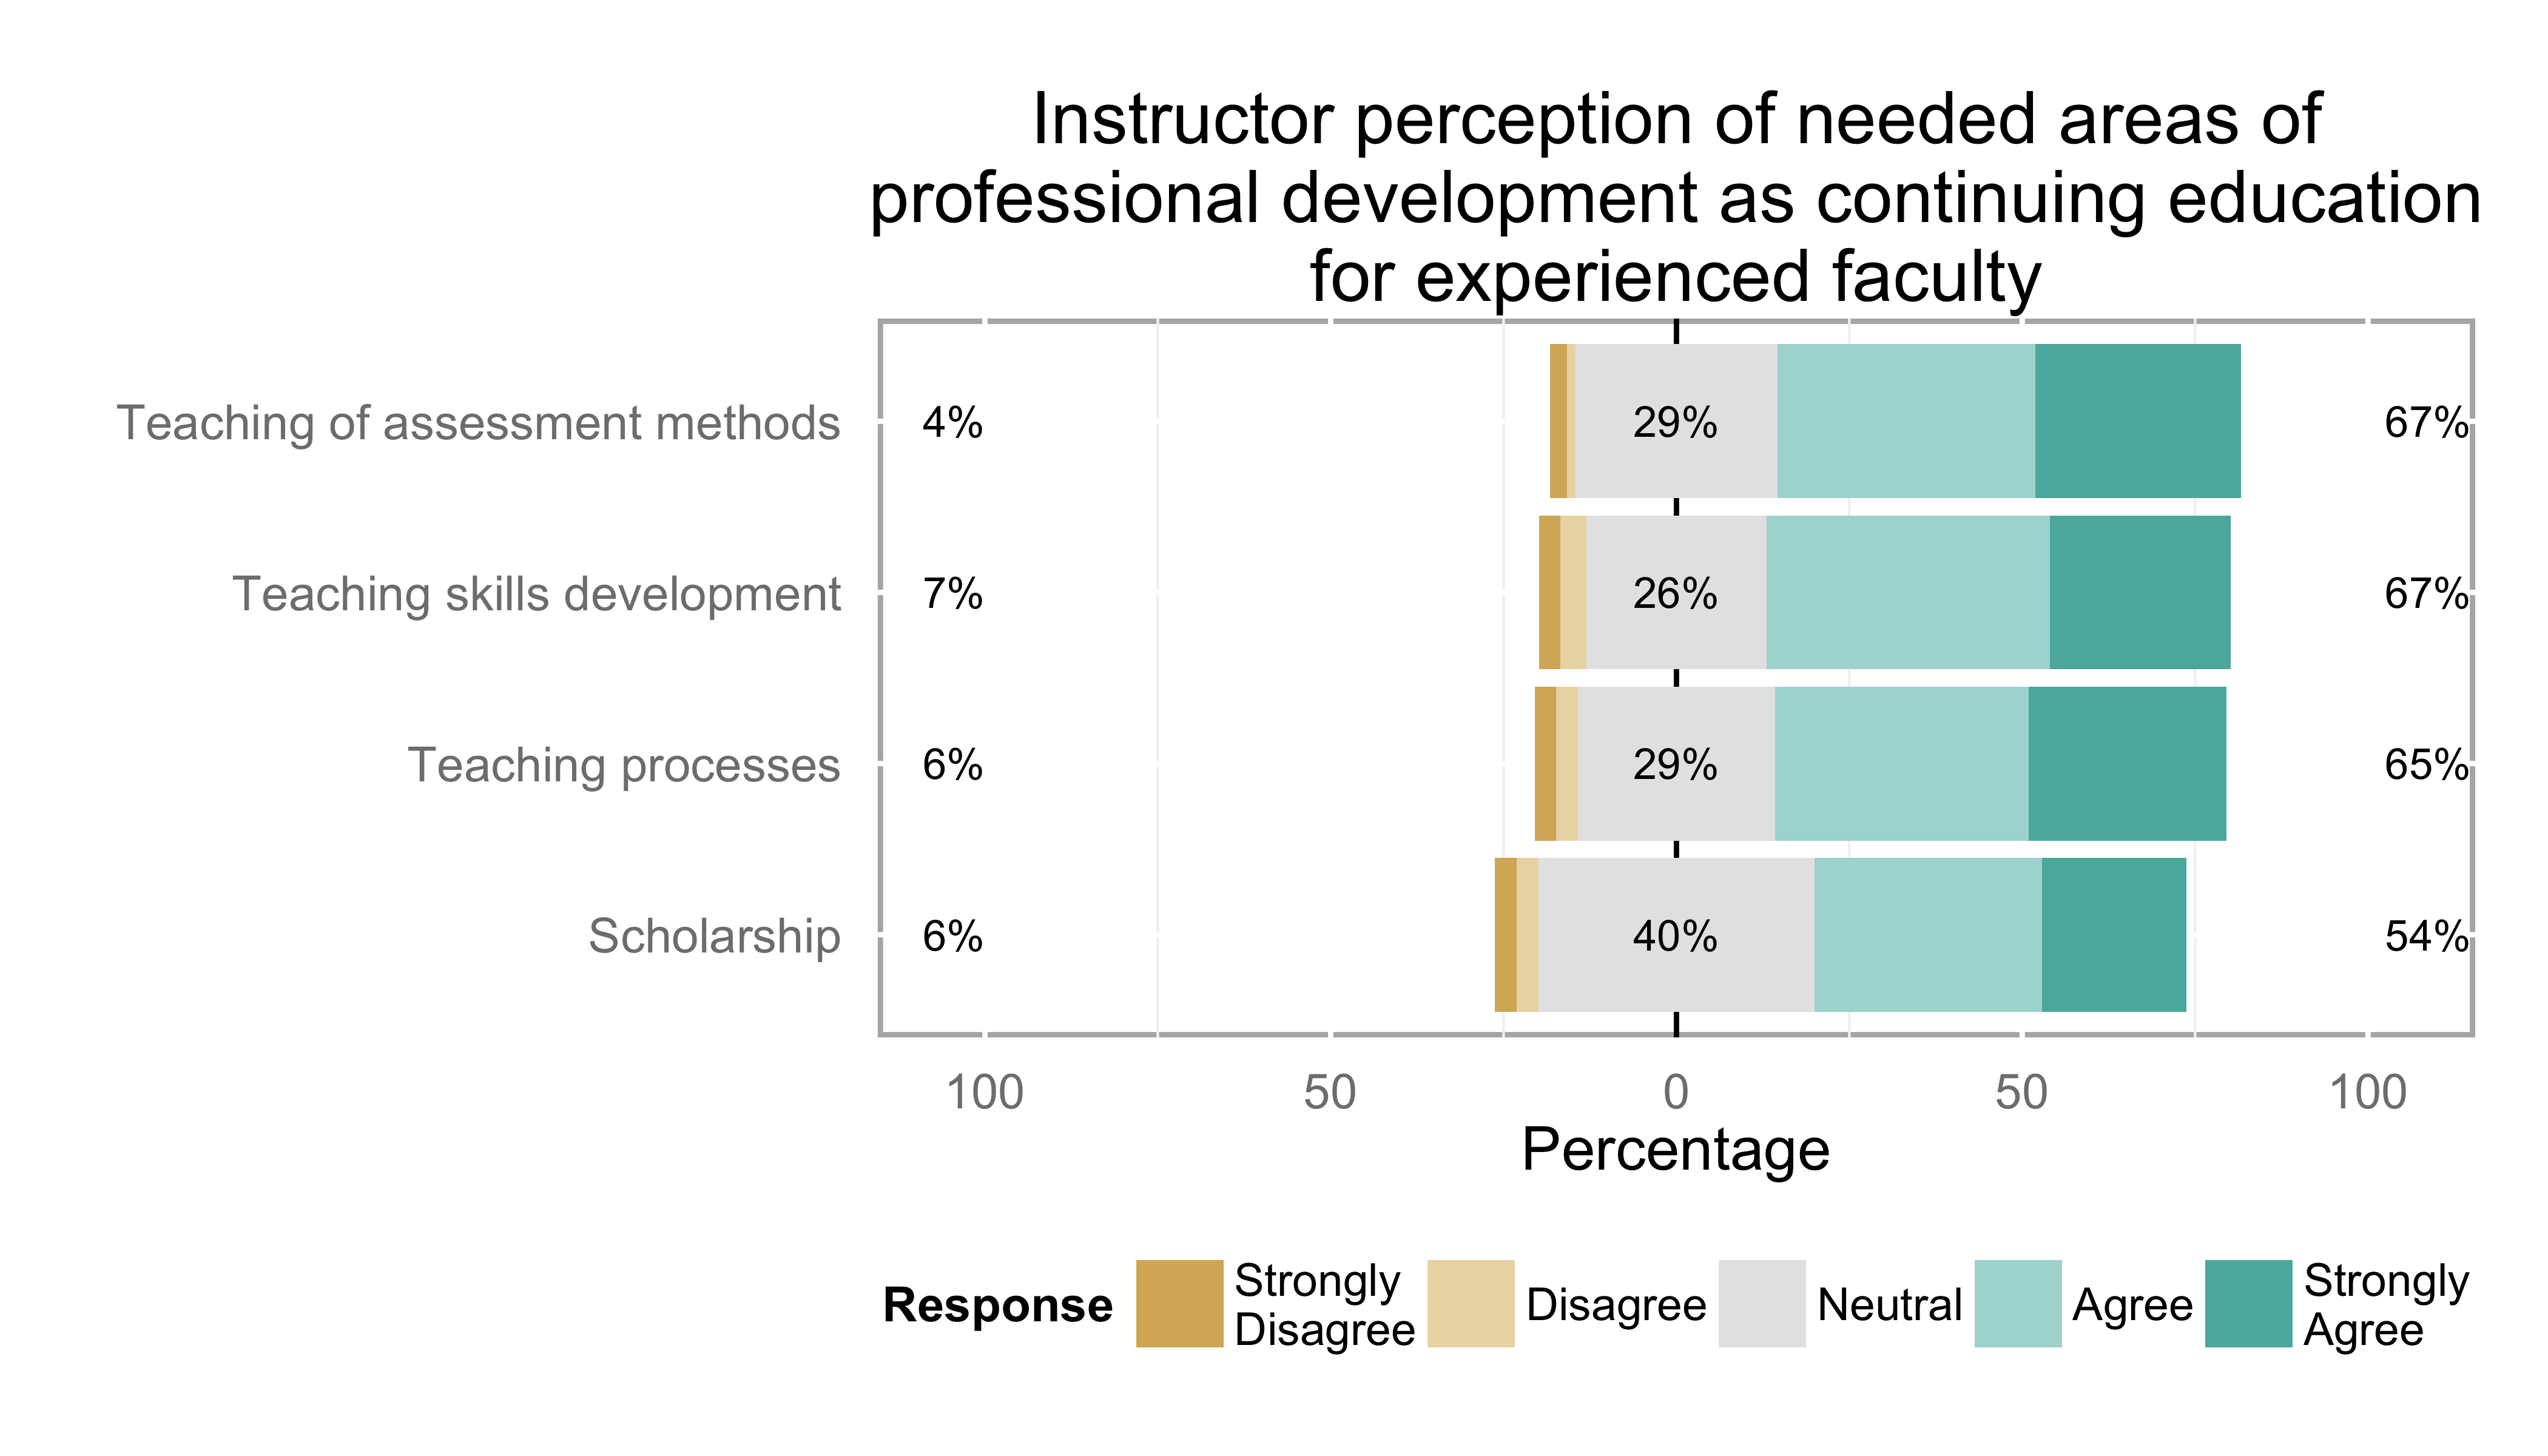 Instructor perception of needed areas of
professional development as continuing education
for experienced faculty
Teaching of assessment methods 4% 29% 67%
Teaching skills development 7% 26% 67%
Teaching processes 6% 29% 65%
Scholarship 6% 40% 54%
100 50 0 50 100
Percentage
Response Strongly Disagree Disagree Neutral Agree Strongly Agree